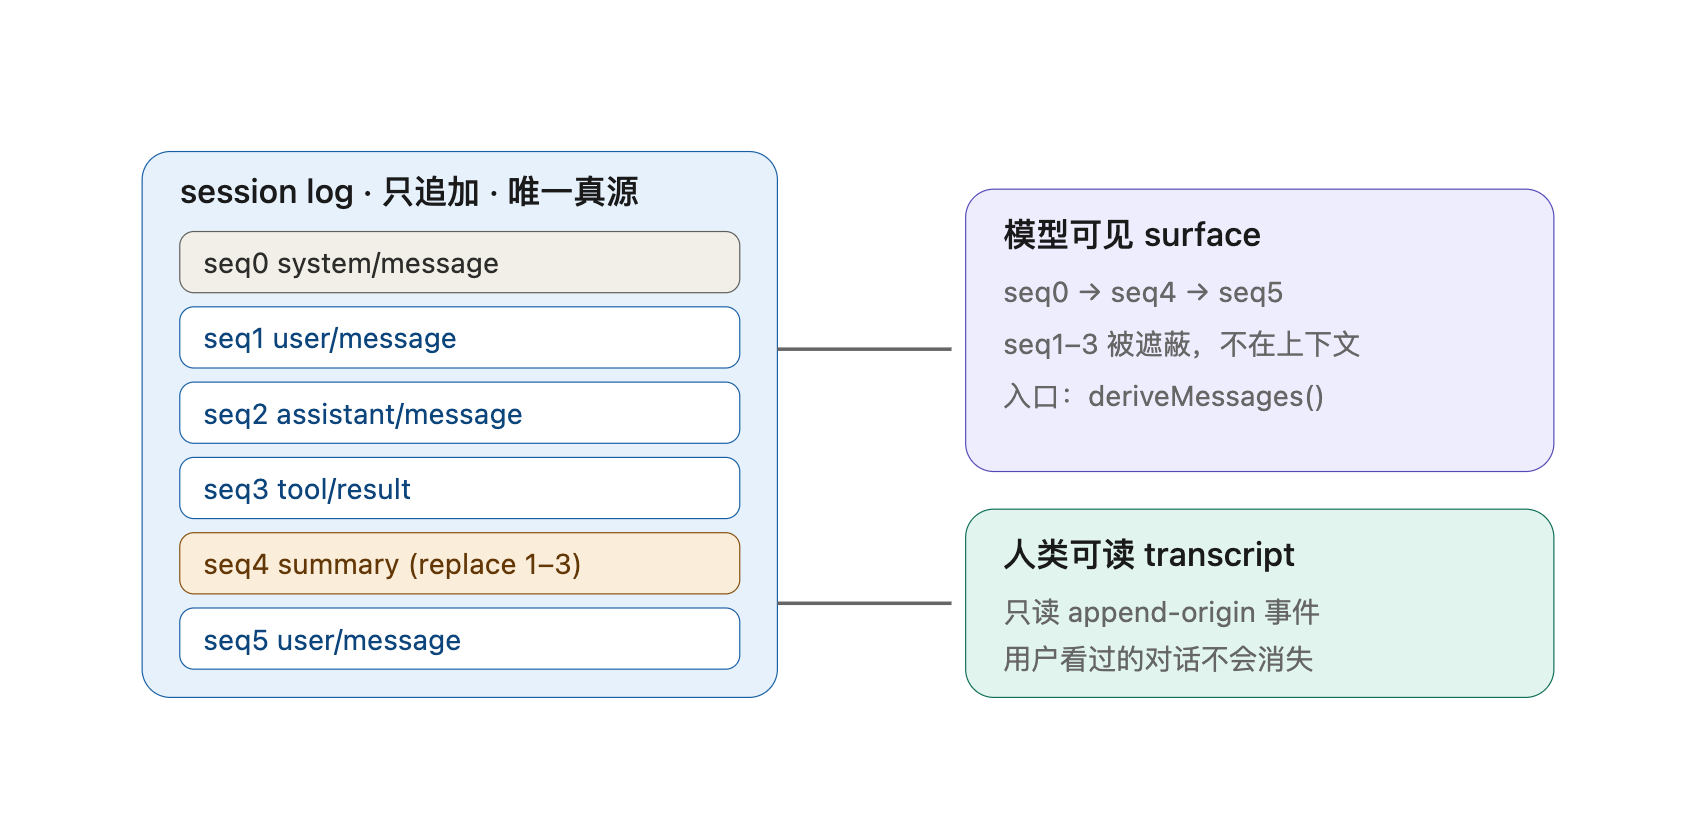 session log · 只追加 · 唯一真源
seq0 system/message
seq1 user/message
seq2 assistant/message
seq3 tool/result
seq4 summary (replace 1–3)
seq5 user/message
模型可见 surface
seq0 → seq4 → seq5
seq1–3 被遮蔽，不在上下文
入口：deriveMessages()
人类可读 transcript
只读 append-origin 事件
用户看过的对话不会消失